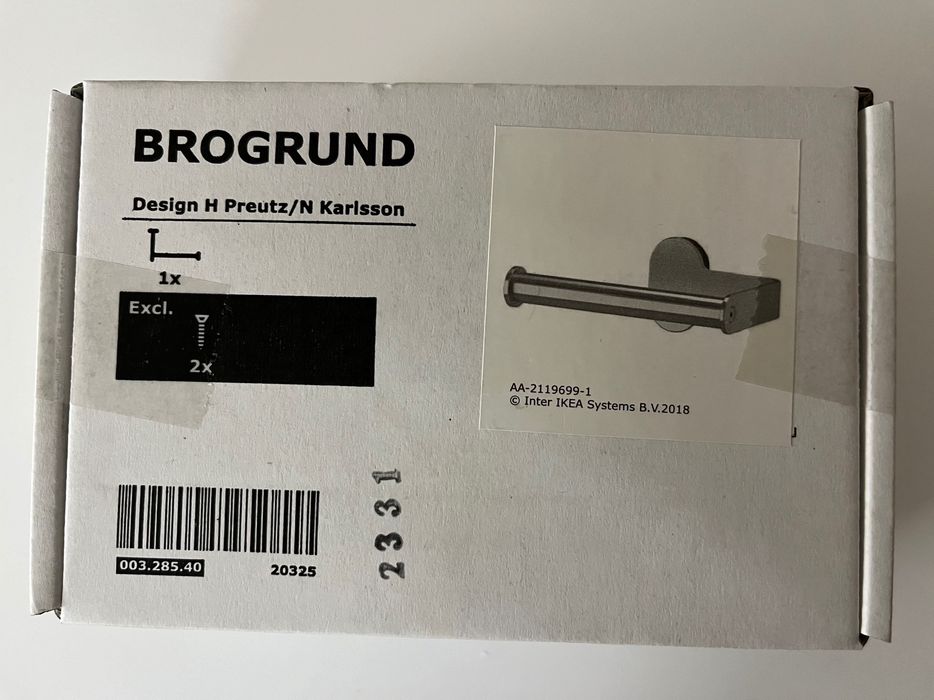 BROGRUND
Design H Preutz/N Karlsson
1x
Excl.
2x
AA-2119699-1
© Inter IKEA Systems B.V.2018
003.285.40
20325
2331